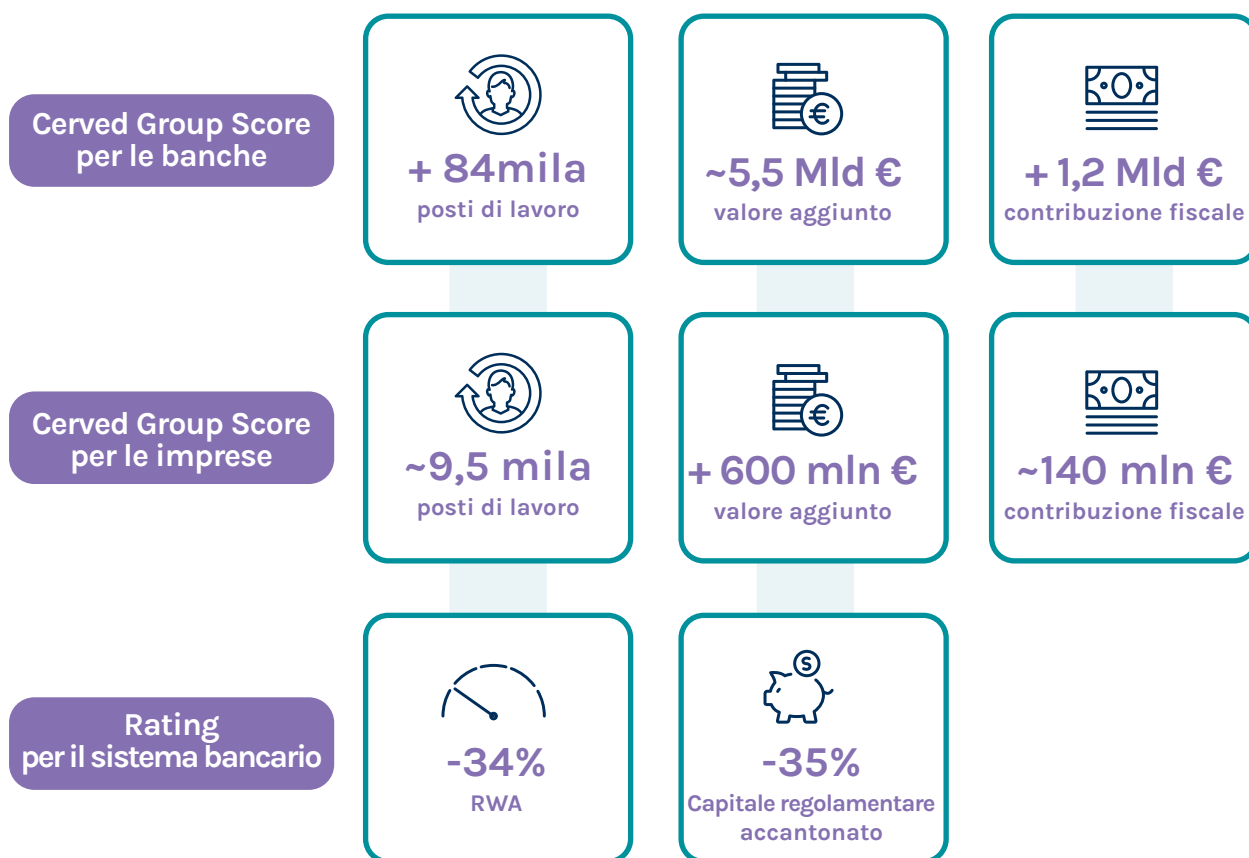 Cerved Group Score
per le banche
+ 84mila
posti di lavoro
~5,5 Mld €
valore aggiunto
+ 1,2 Mld €
contribuzione fiscale
Cerved Group Score
per le imprese
~9,5 mila
posti di lavoro
+ 600 mln €
valore aggiunto
~140 mln €
contribuzione fiscale
Rating
per il sistema bancario
-34%
RWA
-35%
Capitale regolamentare
accantonato